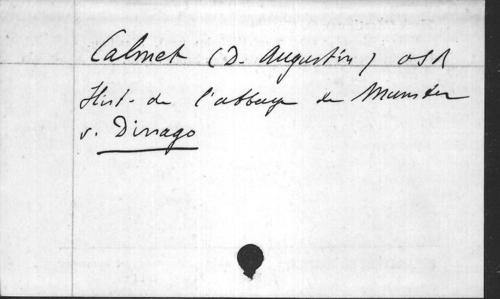 Calmet (D. Augustin) OSB
Hist. de l'abbaye de Munster
v. Dinago